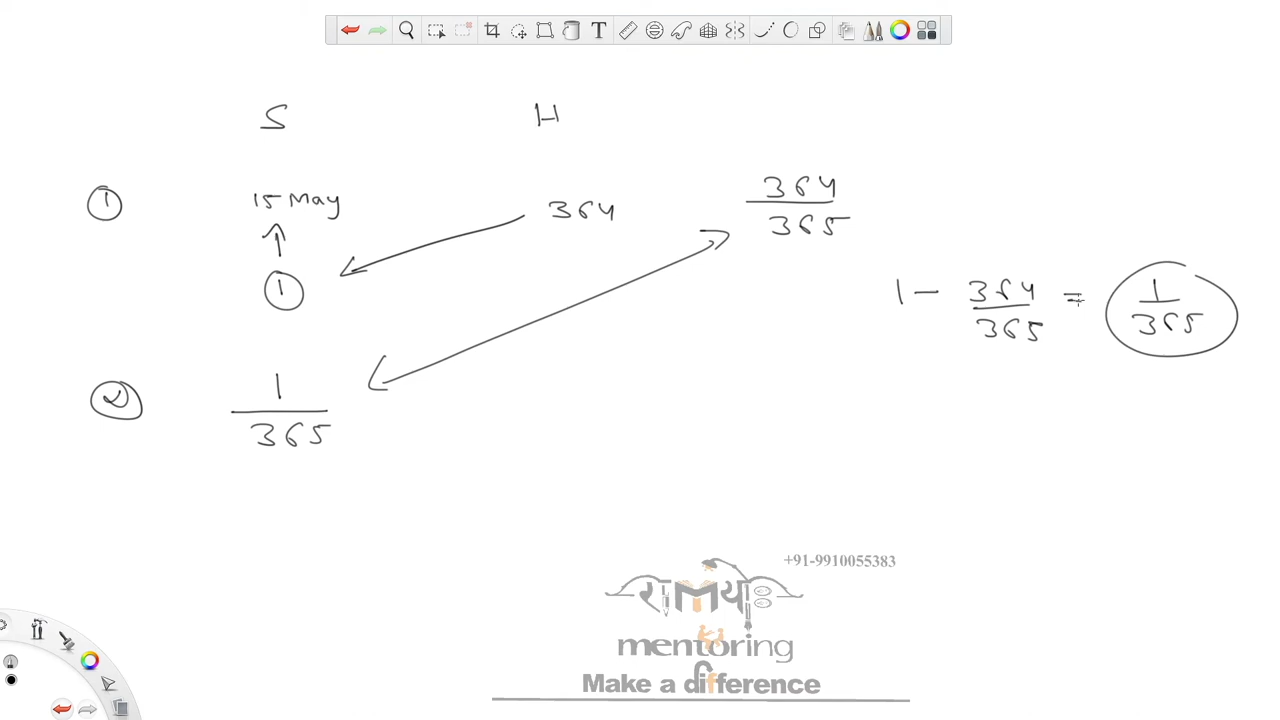 S H
① 15 May 364 364/365
①
1 - 364/365 = 1/365
② 1/365
+91-9910055383
रा M या
mentoring
Make a difference